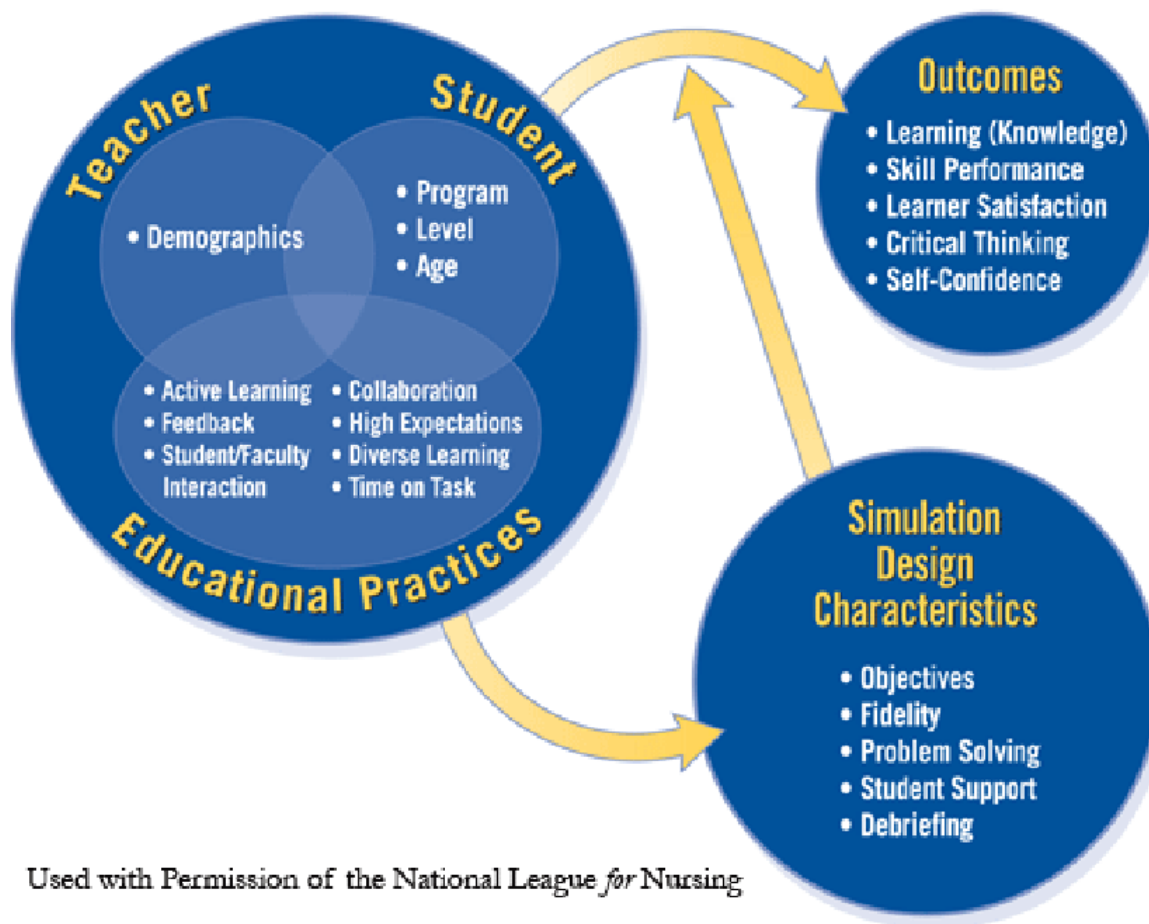 Teacher
Student
• Demographics
• Program
• Level
• Age
• Active Learning
• Feedback
• Student/Faculty
Interaction
• Collaboration
• High Expectations
• Diverse Learning
• Time on Task
Educational Practices
Outcomes
• Learning (Knowledge)
• Skill Performance
• Learner Satisfaction
• Critical Thinking
• Self-Confidence
Simulation
Design
Characteristics
• Objectives
• Fidelity
• Problem Solving
• Student Support
• Debriefing
Used with Permission of the National League for Nursing